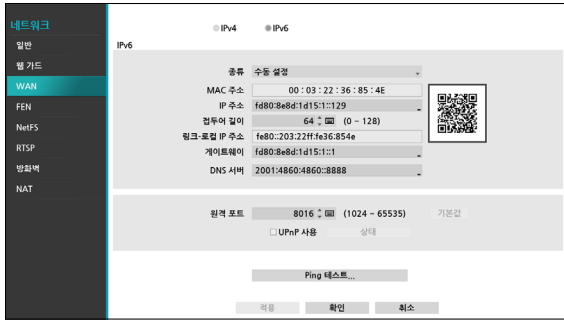 네트워크
일반
웹 가드
WAN
FEN
NetFS
RTSP
방화벽
NAT
IPv4 IPv6
IPv6
종류 수동 설정
MAC 주소 00 : 03 : 22 : 36 : 85 : 4E
IP 주소 fd80:8e8d:1d15:1::129
접두어 길이 64 (0 ~ 128)
링크-로컬 IP 주소 fe80::203:22ff:fe36:854e
게이트웨이 fd80:8e8d:1d15:1::1
DNS 서버 2001:4860:4860::8888
원격 포트 8016 (1024 ~ 65535) 기본값
UPnP 사용 상태
Ping 테스트...
적용 확인 취소